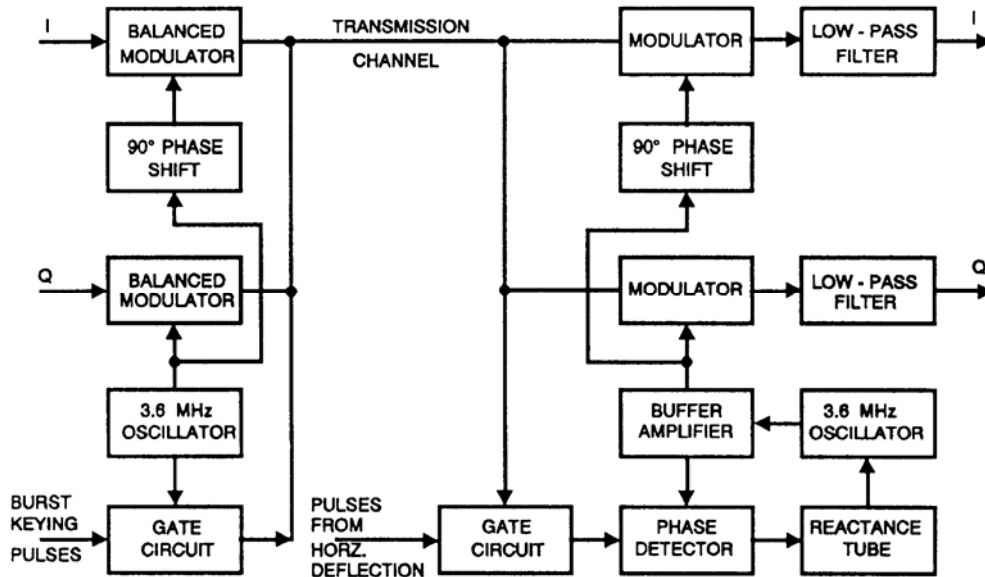 I
BALANCED
MODULATOR
TRANSMISSION
CHANNEL
MODULATOR
LOW - PASS
FILTER
I
90° PHASE
SHIFT
90° PHASE
SHIFT
Q
BALANCED
MODULATOR
MODULATOR
LOW - PASS
FILTER
Q
3.6 MHz
OSCILLATOR
BUFFER
AMPLIFIER
3.6 MHz
OSCILLATOR
BURST
KEYING
PULSES
GATE
CIRCUIT
PULSES
FROM
HORZ.
DEFLECTION
GATE
CIRCUIT
PHASE
DETECTOR
REACTANCE
TUBE